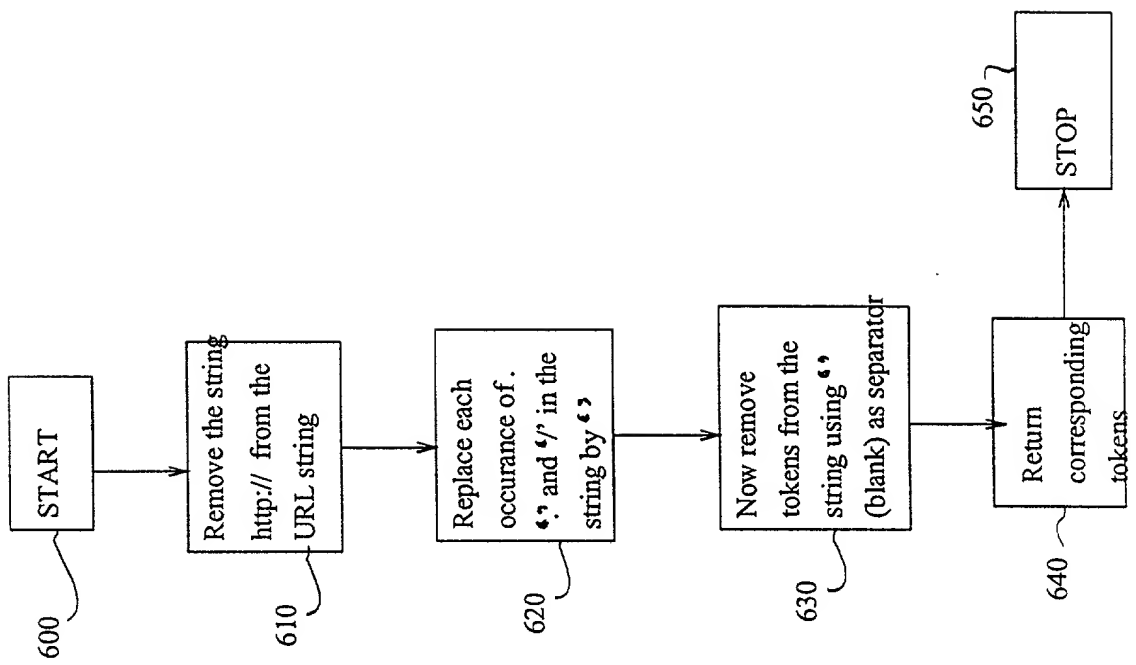 START
600
Remove the string
http:// from the
URL string
610
Replace each
occurance of .
‘.’ and ‘/’ in the
string by ‘ ’
620
Now remove
tokens from the
string using ‘ ’
(blank) as separator
630
Return
corresponding
tokens
640
STOP
650